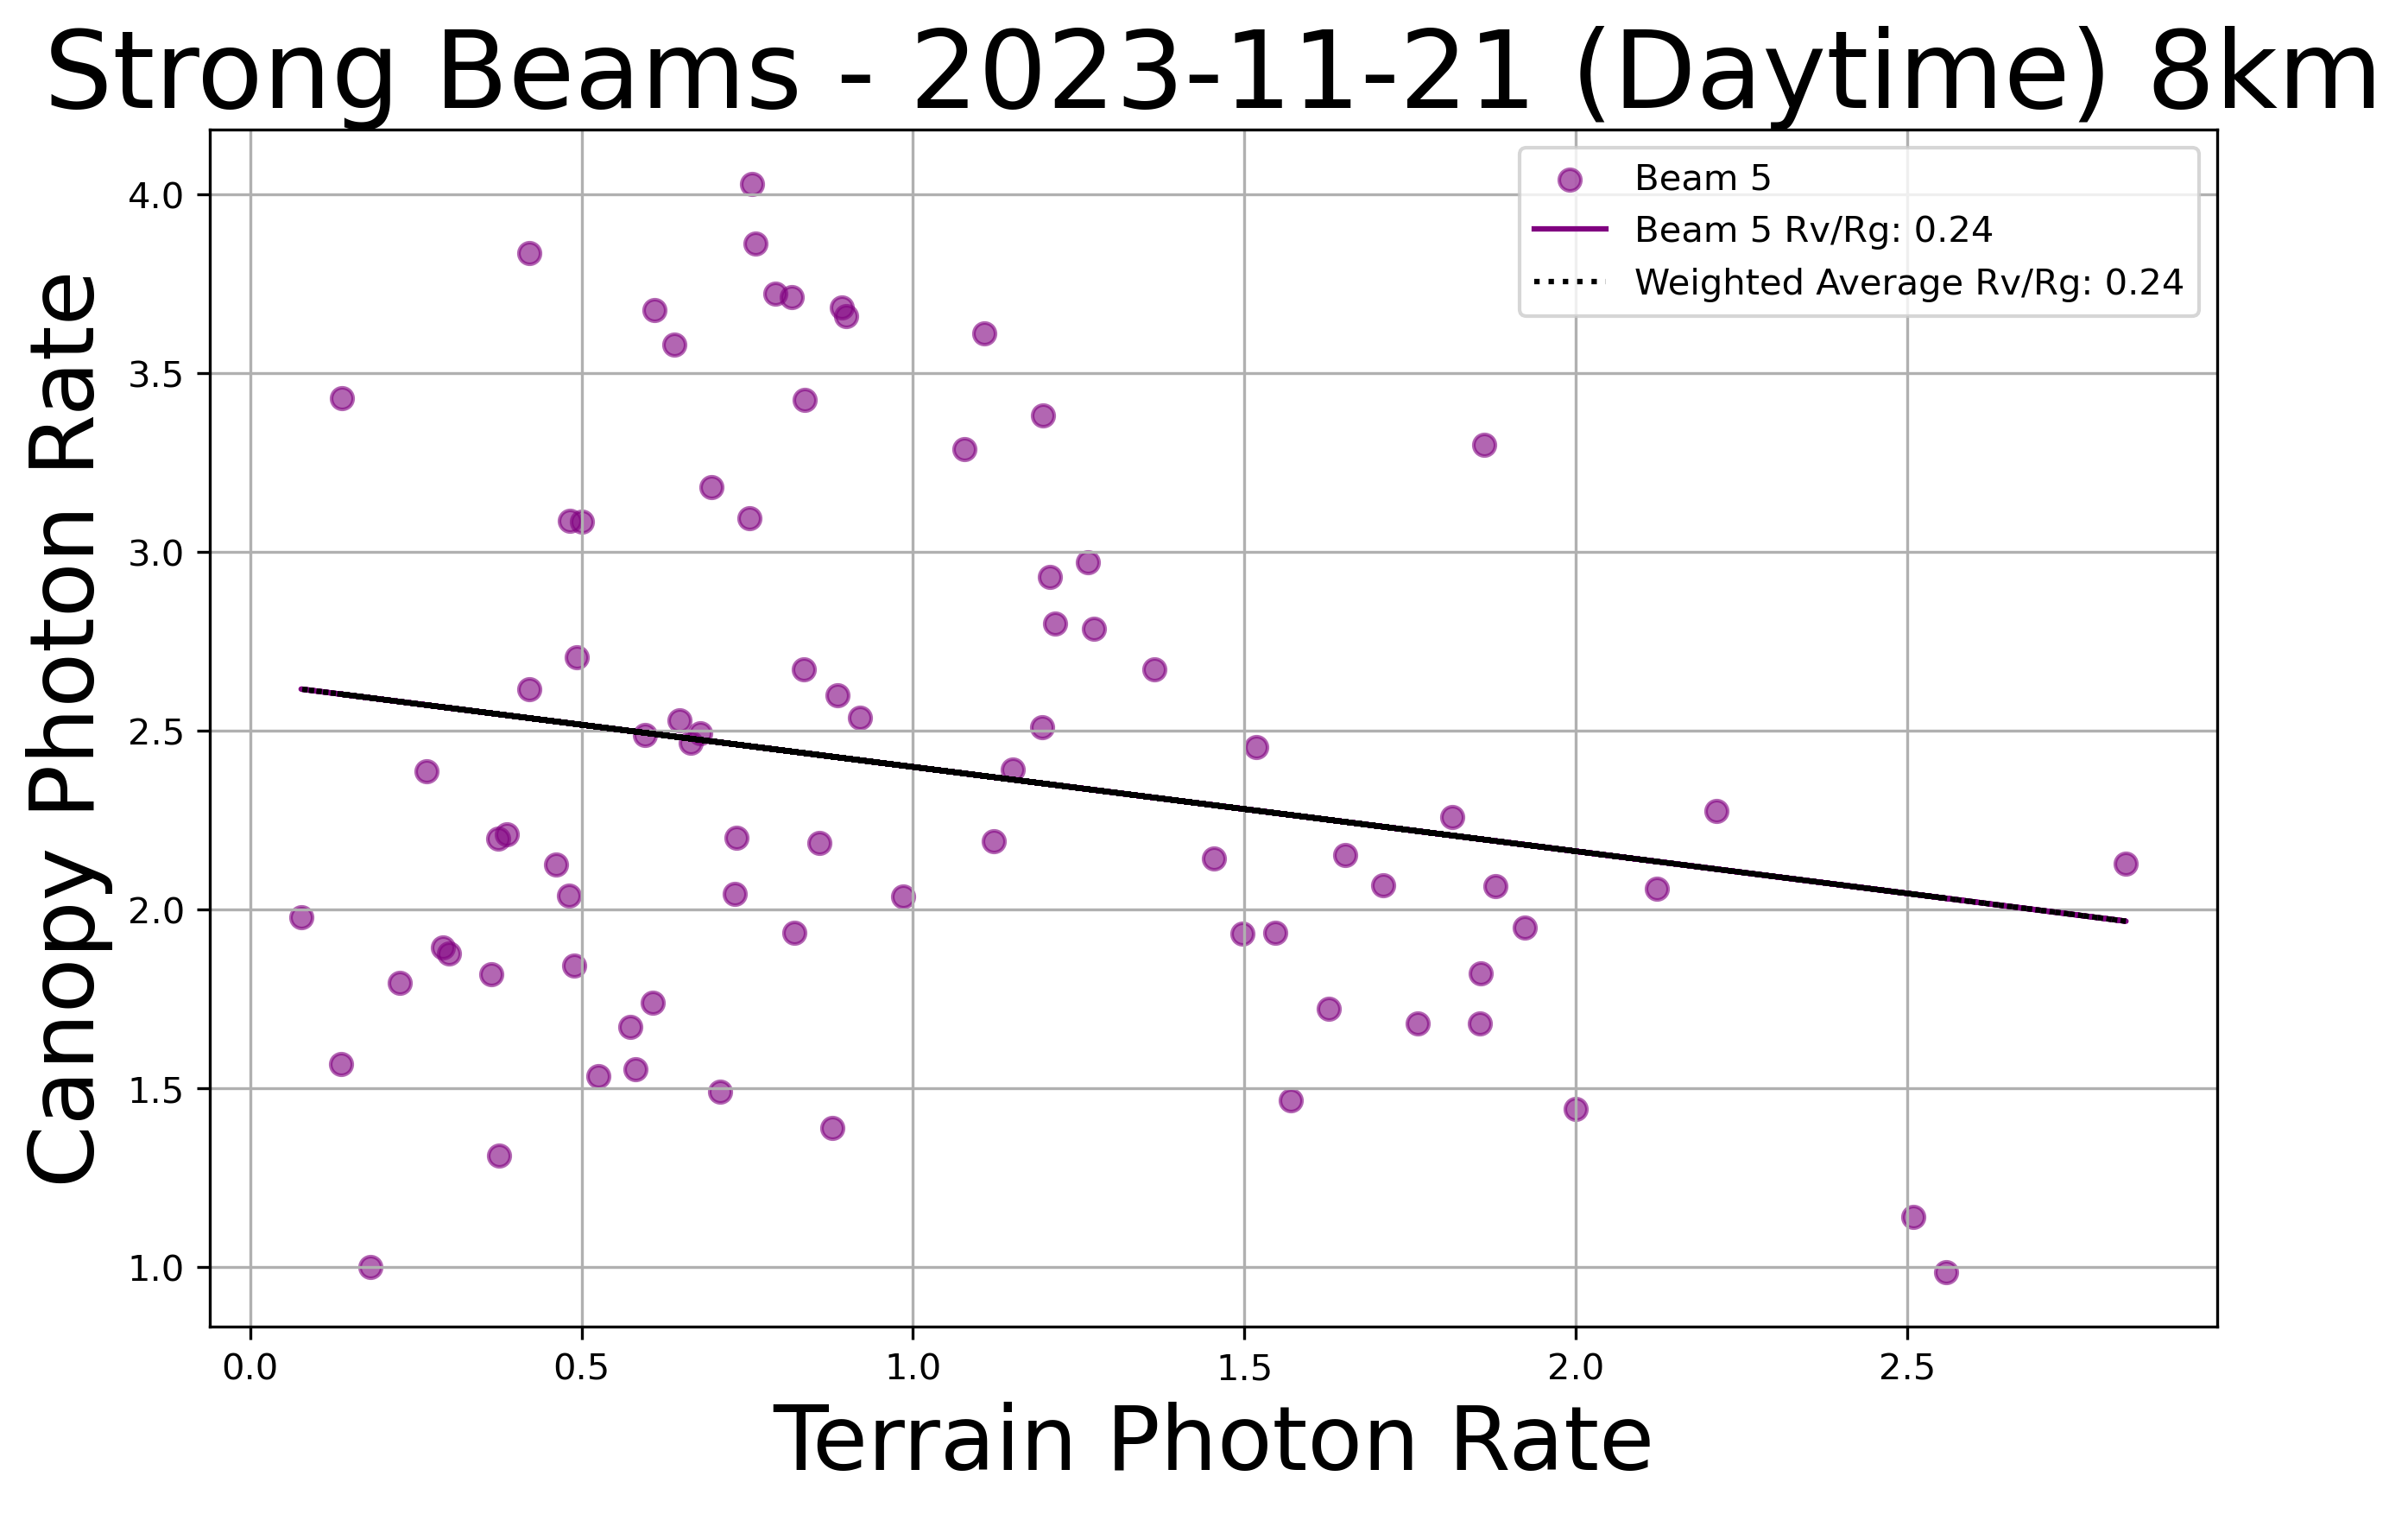 Strong Beams - 2023-11-21 (Daytime) 8km
Beam 5
Beam 5 Rv/Rg: 0.24
Weighted Average Rv/Rg: 0.24
Canopy Photon Rate
4.0
3.5
3.0
2.5
2.0
1.5
1.0
0.0 0.5 1.0 1.5 2.0 2.5
Terrain Photon Rate